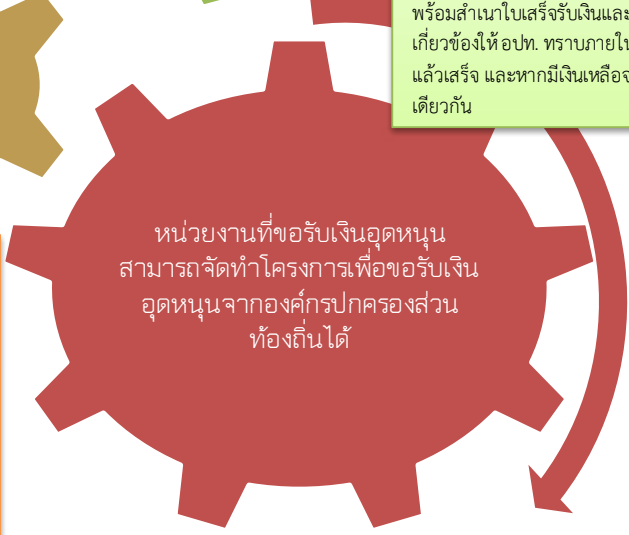 พร้อมสำเนาใบเสร็จรับเงินและ
เกี่ยวข้องให้ อปท. ทราบภายใน
แล้วเสร็จ และหากมีเงินเหลือจ
เดียวกัน
หน่วยงานที่ขอรับเงินอุดหนุน
สามารถจัดทำโครงการเพื่อขอรับเงิน
อุดหนุนจากองค์กรปกครองส่วน
ท้องถิ่นได้